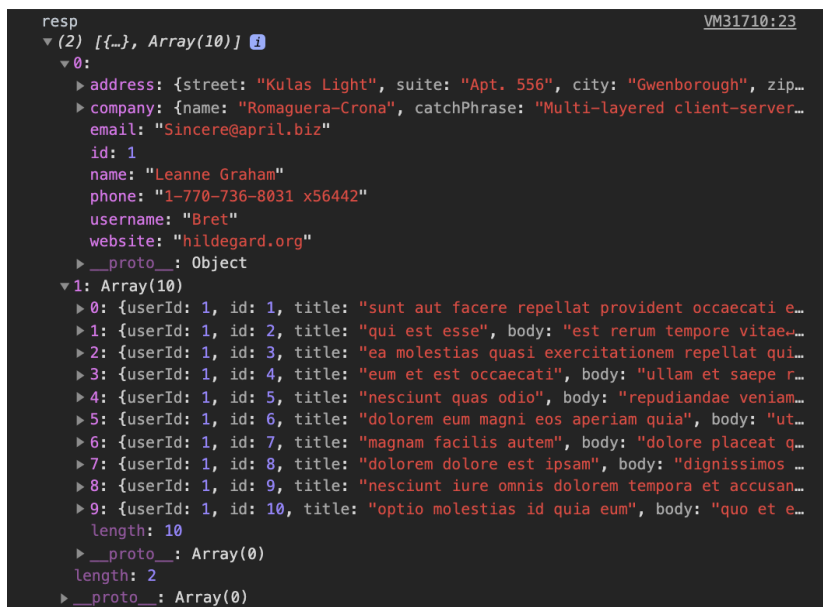 resp VM31710:23
▼(2) [{…}, Array(10)] i
▼0:
▶address: {street: "Kulas Light", suite: "Apt. 556", city: "Gwenborough", zip…
▶company: {name: "Romaguera-Crona", catchPhrase: "Multi-layered client-server…
email: "Sincere@april.biz"
id: 1
name: "Leanne Graham"
phone: "1-770-736-8031 x56442"
username: "Bret"
website: "hildegard.org"
▶__proto__: Object
▼1: Array(10)
▶0: {userId: 1, id: 1, title: "sunt aut facere repellat provident occaecati e…
▶1: {userId: 1, id: 2, title: "qui est esse", body: "est rerum tempore vitae↵…
▶2: {userId: 1, id: 3, title: "ea molestias quasi exercitationem repellat qui…
▶3: {userId: 1, id: 4, title: "eum et est occaecati", body: "ullam et saepe r…
▶4: {userId: 1, id: 5, title: "nesciunt quas odio", body: "repudiandae veniam…
▶5: {userId: 1, id: 6, title: "dolorem eum magni eos aperiam quia", body: "ut…
▶6: {userId: 1, id: 7, title: "magnam facilis autem", body: "dolore placeat q…
▶7: {userId: 1, id: 8, title: "dolorem dolore est ipsam", body: "dignissimos …
▶8: {userId: 1, id: 9, title: "nesciunt iure omnis dolorem tempora et accusan…
▶9: {userId: 1, id: 10, title: "optio molestias id quia eum", body: "quo et e…
length: 10
▶__proto__: Array(0)
length: 2
▶__proto__: Array(0)